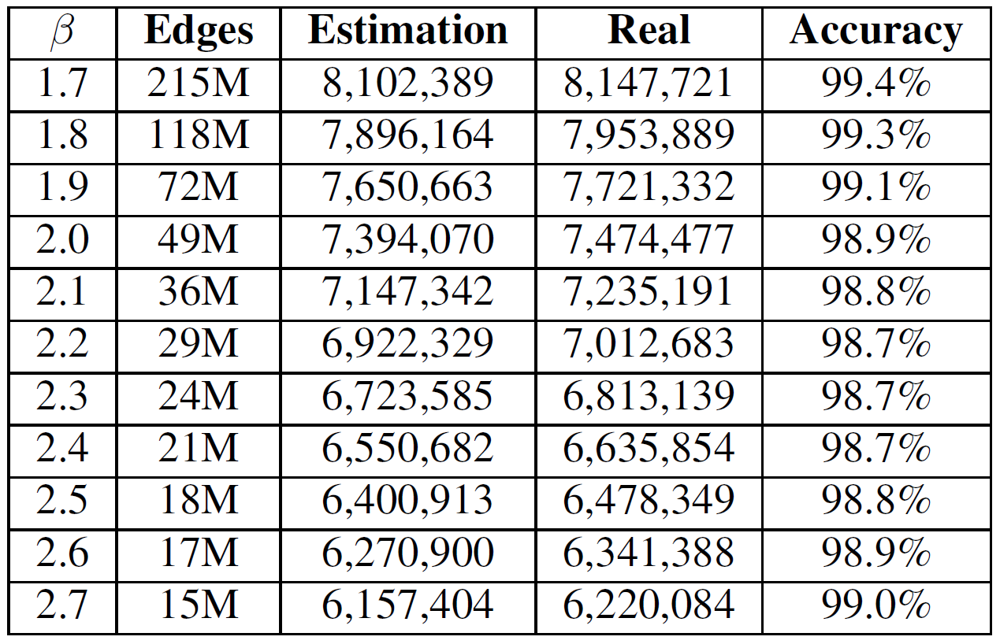 β Edges Estimation Real Accuracy
1.7 215M 8,102,389 8,147,721 99.4%
1.8 118M 7,896,164 7,953,889 99.3%
1.9 72M 7,650,663 7,721,332 99.1%
2.0 49M 7,394,070 7,474,477 98.9%
2.1 36M 7,147,342 7,235,191 98.8%
2.2 29M 6,922,329 7,012,683 98.7%
2.3 24M 6,723,585 6,813,139 98.7%
2.4 21M 6,550,682 6,635,854 98.7%
2.5 18M 6,400,913 6,478,349 98.8%
2.6 17M 6,270,900 6,341,388 98.9%
2.7 15M 6,157,404 6,220,084 99.0%